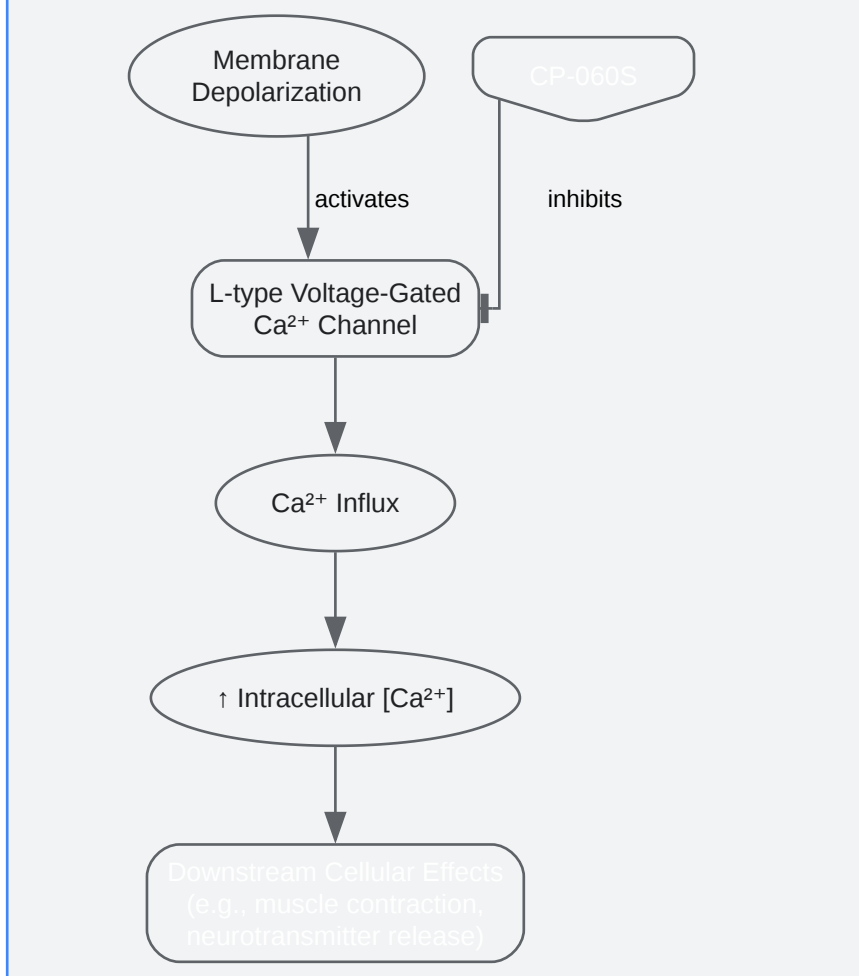 Membrane
Depolarization
CP-060S
activates
inhibits
L-type Voltage-Gated
Ca²⁺ Channel
Ca²⁺ Influx
↑ Intracellular [Ca²⁺]
Downstream Cellular Effects
(e.g., muscle contraction,
neurotransmitter release)